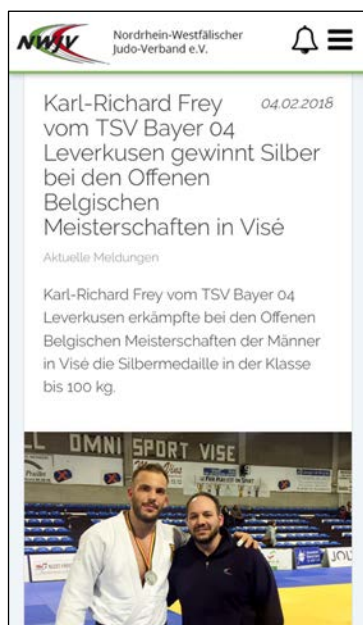 NWJV
Nordrhein-Westfälischer
Judo-Verband e.V.
Karl-Richard Frey 04.02.2018
vom TSV Bayer 04
Leverkusen gewinnt Silber
bei den Offenen
Belgischen
Meisterschaften in Visé
Aktuelle Meldungen
Karl-Richard Frey vom TSV Bayer 04
Leverkusen erkämpfte bei den Offenen
Belgischen Meisterschaften der Männer
in Visé die Silbermedaille in der Klasse
bis 100 kg.
OMNI SPORT VISE